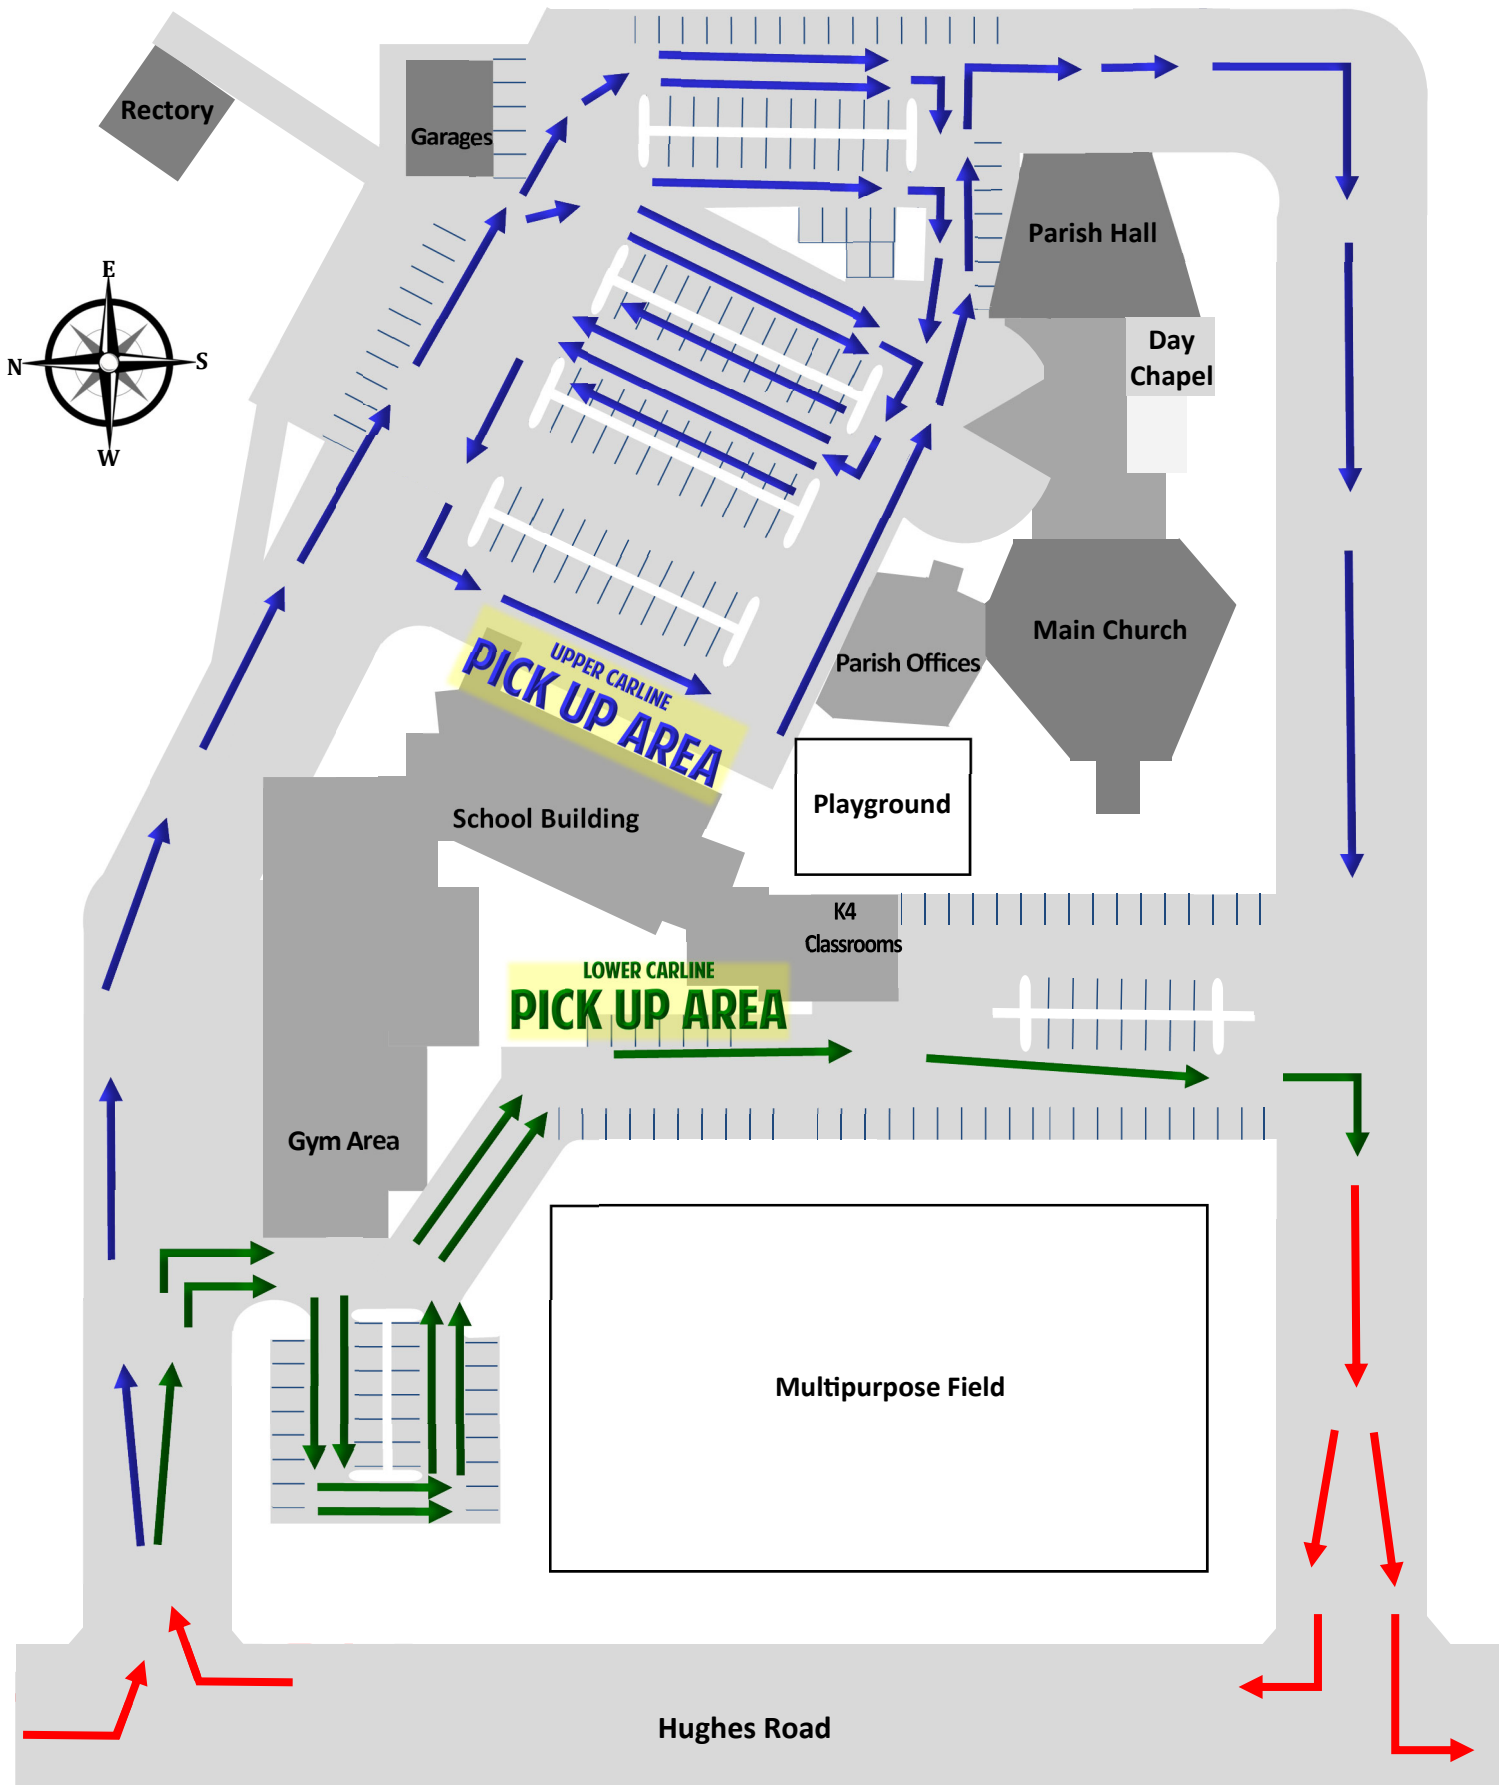 Rectory
Garages
E
N
S
W
Parish Hall
Day
Chapel
Main Church
Parish Offices
UPPER CARLINE
PICK UP AREA
School Building
Playground
K4
Classrooms
LOWER CARLINE
PICK UP AREA
Gym Area
Multipurpose Field
Hughes Road